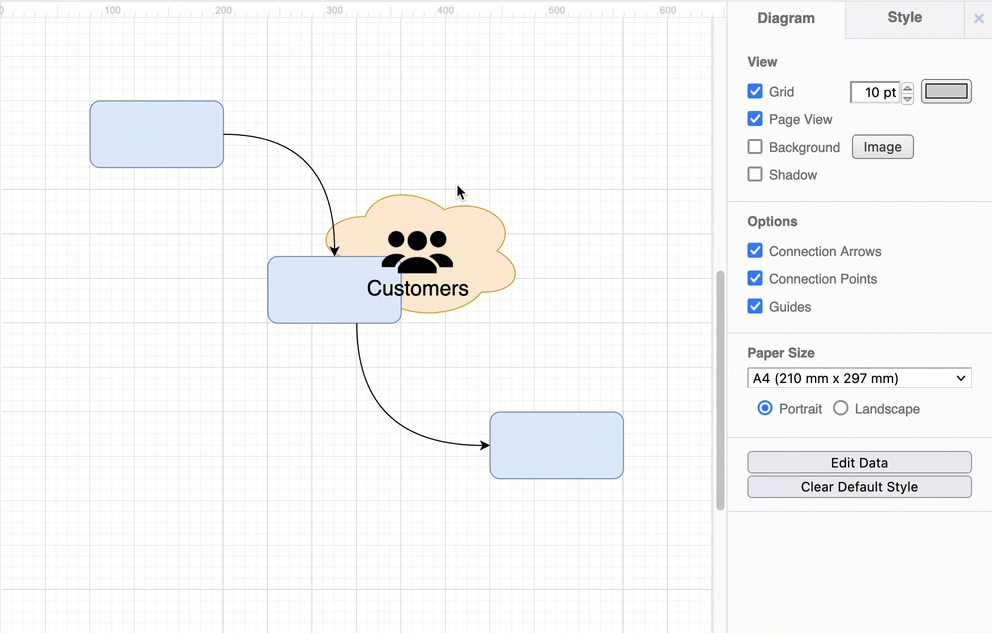 0 100 200 300 400 500 600
Diagram Style
View
Grid 10 pt
Page View
Background Image
Shadow
Options
Connection Arrows
Connection Points
Guides
Paper Size
A4 (210 mm x 297 mm)
Portrait Landscape
Edit Data
Clear Default Style
Customers